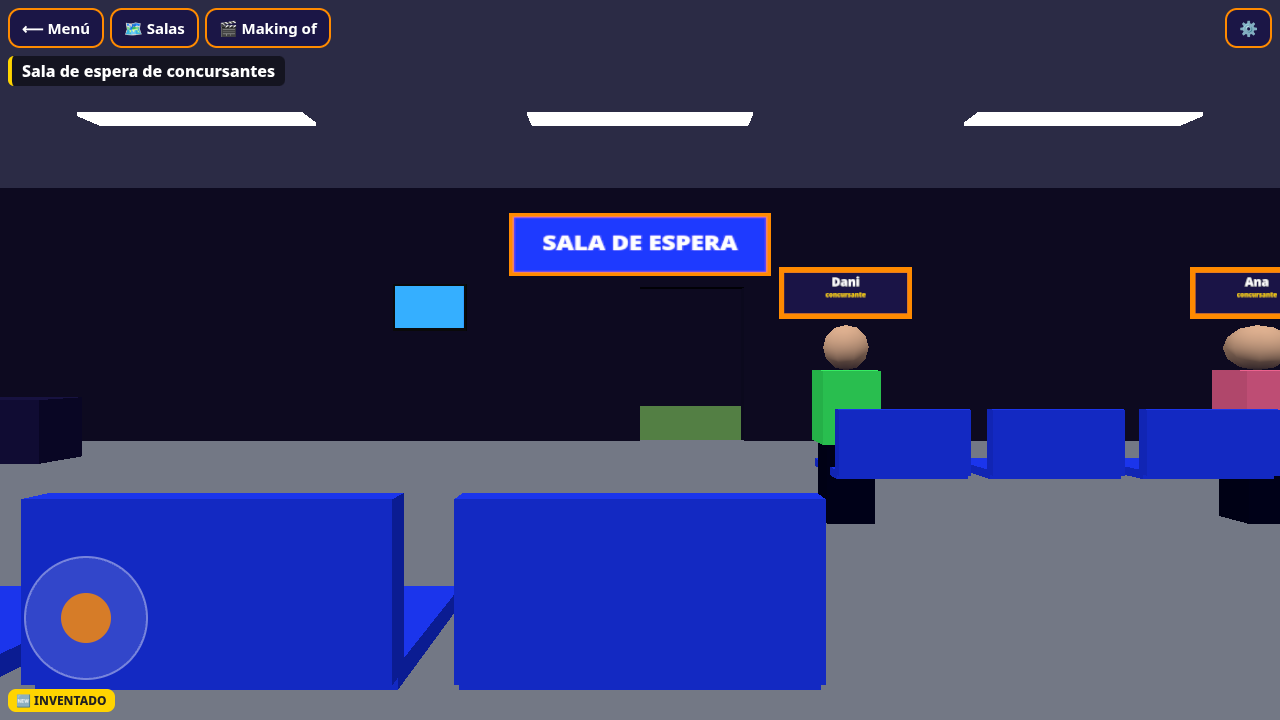 ⟵ Menú
🗺️ Salas
🎬 Making of
⚙️
Sala de espera de concursantes
SALA DE ESPERA
Dani
concursante
Ana
concursante
🆕 INVENTADO